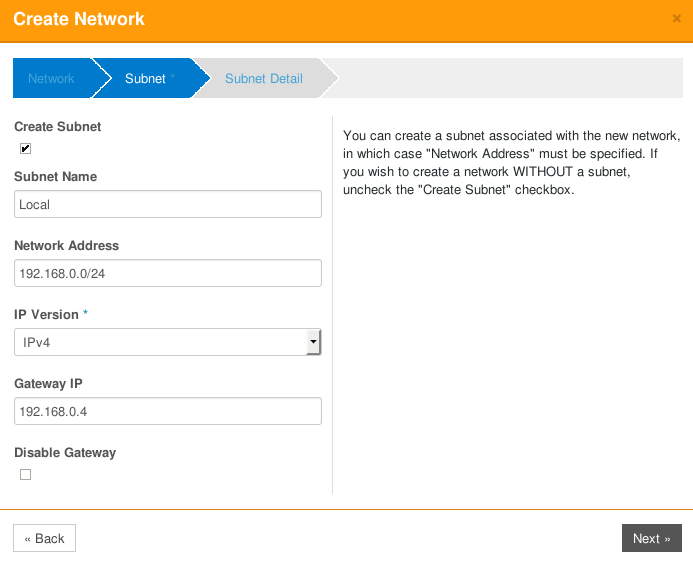 Create Network
×
Network
Subnet *
Subnet Detail
Create Subnet
Subnet Name
Local
Network Address
192.168.0.0/24
IP Version *
IPv4
Gateway IP
192.168.0.4
Disable Gateway
You can create a subnet associated with the new network,
in which case "Network Address" must be specified. If
you wish to create a network WITHOUT a subnet,
uncheck the "Create Subnet" checkbox.
« Back
Next »